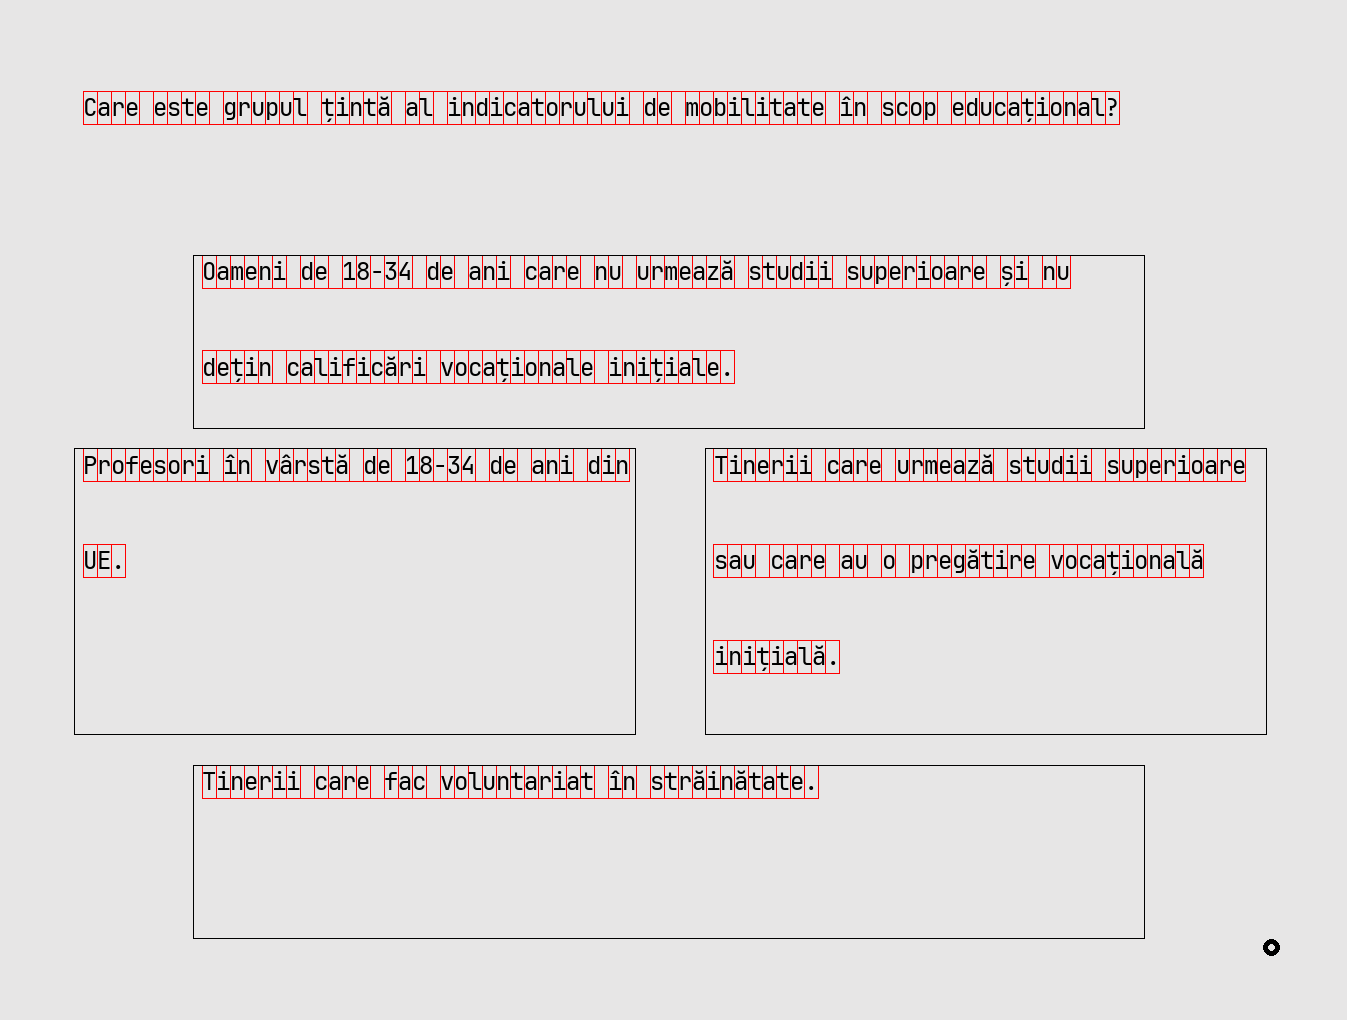 Care este grupul țintă al indicatorului de mobilitate în scop educațional?
Oameni de 18-34 de ani care nu urmează studii superioare și nu
dețin calificări vocaționale inițiale.
Profesori în vârstă de 18-34 de ani din
UE.
Tinerii care urmează studii superioare
sau care au o pregătire vocațională
inițială.
Tinerii care fac voluntariat în străinătate.